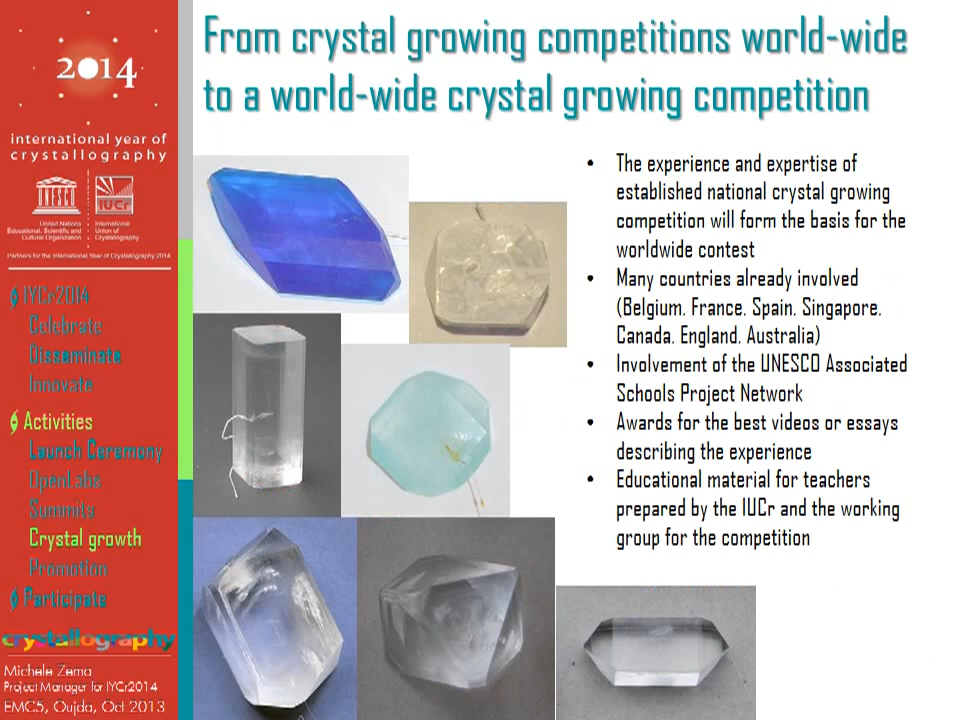 2014
international year of
crystallography
UNESCO
IUCr
United Nations
Educational, Scientific and
Cultural Organization
International
Union of
Crystallography
Partners for the International Year of Crystallography 2014
IYCr2014
Celebrate
Disseminate
Innovate
Activities
Launch Ceremony
OpenLabs
Summits
Crystal growth
Promotion
Participate
crystallography
Michele Zema
Project Manager for IYCr2014
EMC5, Oujda, Oct 2013
From crystal growing competitions world-wide
to a world-wide crystal growing competition
• The experience and expertise of
established national crystal growing
competition will form the basis for the
worldwide contest
• Many countries already involved
(Belgium, France, Spain, Singapore,
Canada, England, Australia)
• Involvement of the UNESCO Associated
Schools Project Network
• Awards for the best videos or essays
describing the experience
• Educational material for teachers
prepared by the IUCr and the working
group for the competition